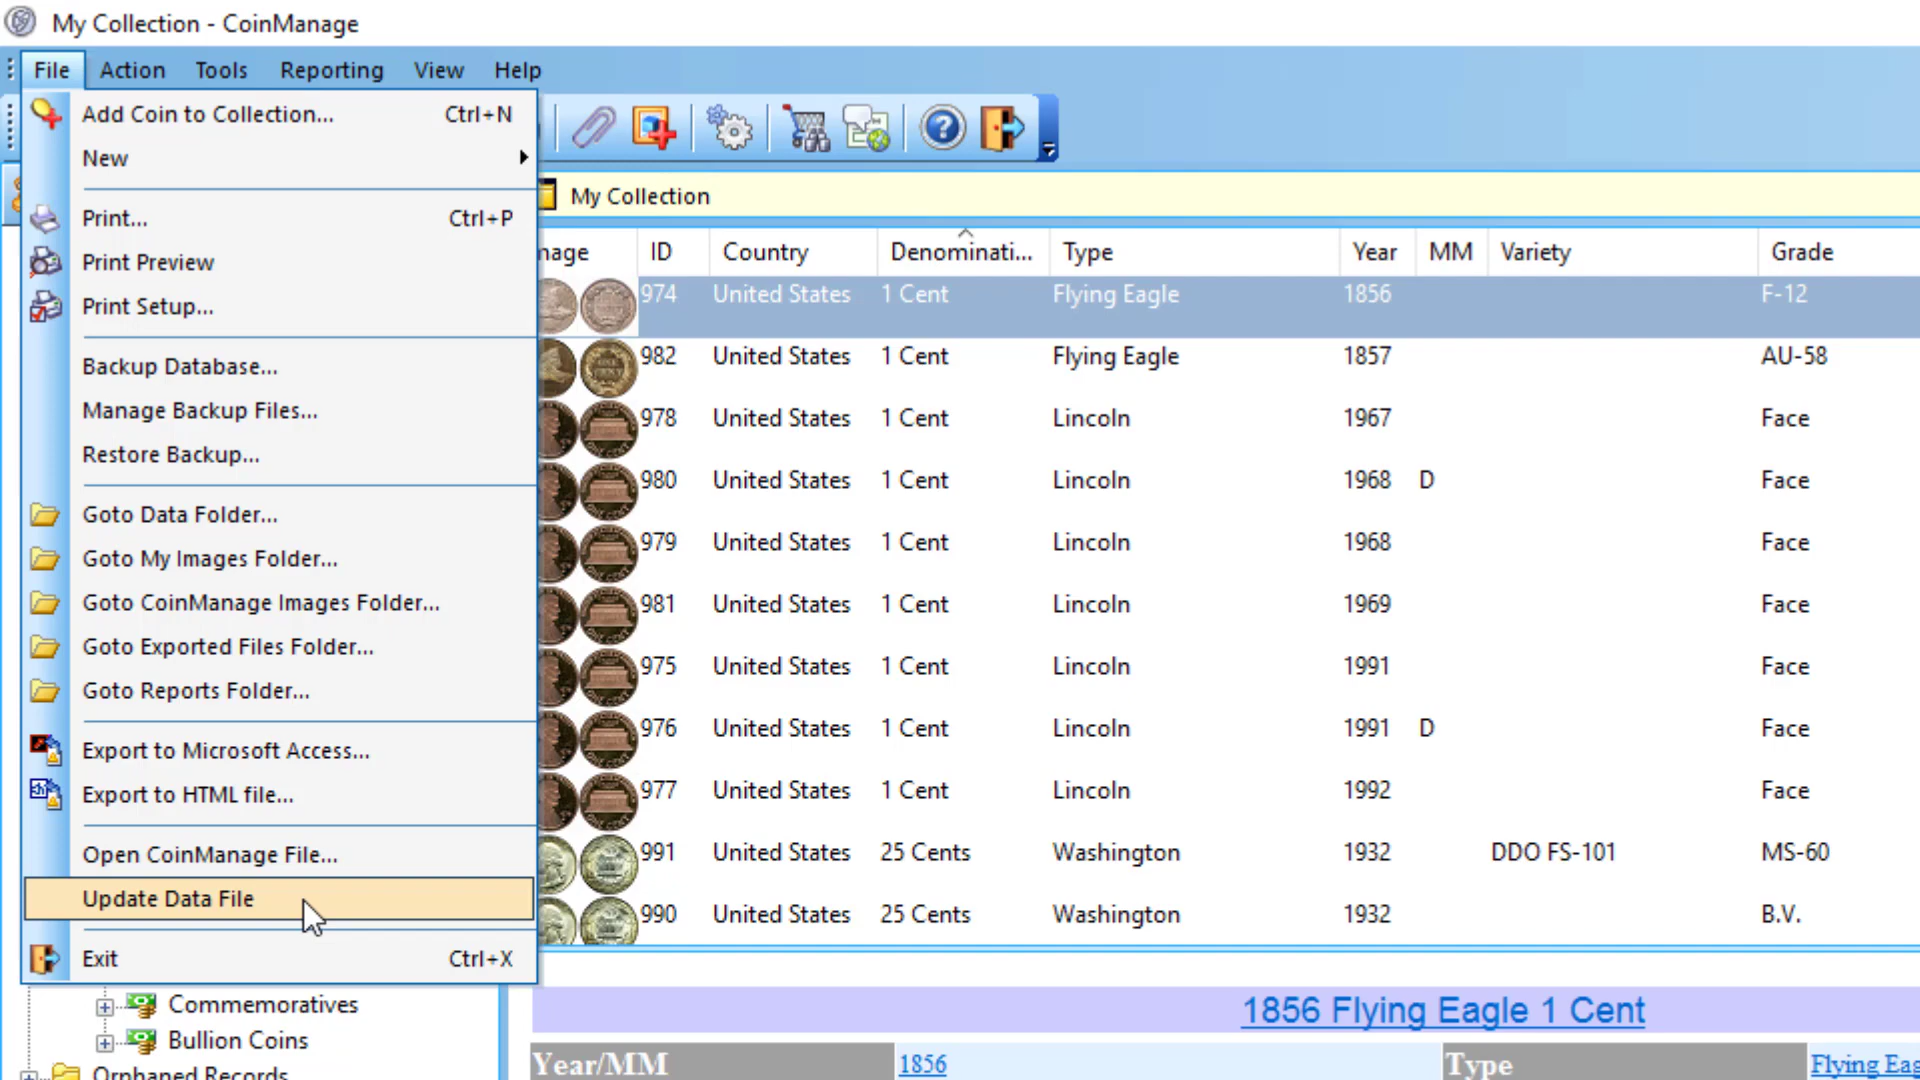 My Collection - CoinManage
File Action Tools Reporting View Help
Add Coin to Collection... Ctrl+N
New
Print... Ctrl+P
Print Preview
Print Setup...
Backup Database...
Manage Backup Files...
Restore Backup...
Goto Data Folder...
Goto My Images Folder...
Goto CoinManage Images Folder...
Goto Exported Files Folder...
Goto Reports Folder...
Export to Microsoft Access...
Export to HTML file...
Open CoinManage File...
Update Data File
Exit Ctrl+X
Commemoratives
Bullion Coins
Orphaned Records
My Collection
mage ID Country Denominati... Type Year MM Variety Grade
974 United States 1 Cent Flying Eagle 1856 F-12
982 United States 1 Cent Flying Eagle 1857 AU-58
978 United States 1 Cent Lincoln 1967 Face
980 United States 1 Cent Lincoln 1968 D Face
979 United States 1 Cent Lincoln 1968 Face
981 United States 1 Cent Lincoln 1969 Face
975 United States 1 Cent Lincoln 1991 Face
976 United States 1 Cent Lincoln 1991 D Face
977 United States 1 Cent Lincoln 1992 Face
991 United States 25 Cents Washington 1932 DDO FS-101 MS-60
990 United States 25 Cents Washington 1932 B.V.
1856 Flying Eagle 1 Cent
Year/MM 1856 Type Flying Eag